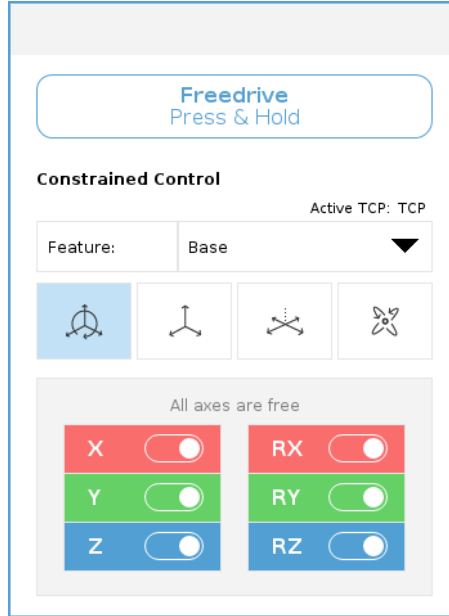 Freedrive
Press & Hold
Constrained Control
Active TCP: TCP
Feature: Base
All axes are free
X RX
Y RY
Z RZ